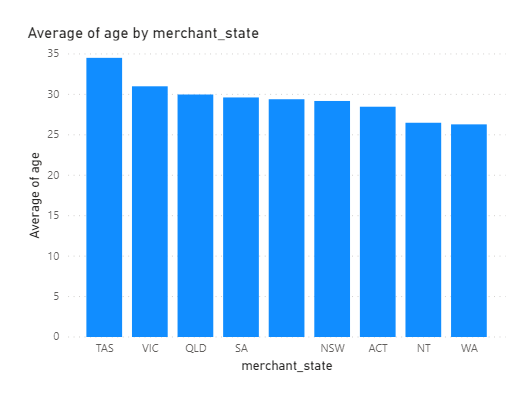 Average of age by merchant_state
35
30
25
20
15
10
5
0
Average of age
TAS VIC QLD SA NSW ACT NT WA
merchant_state